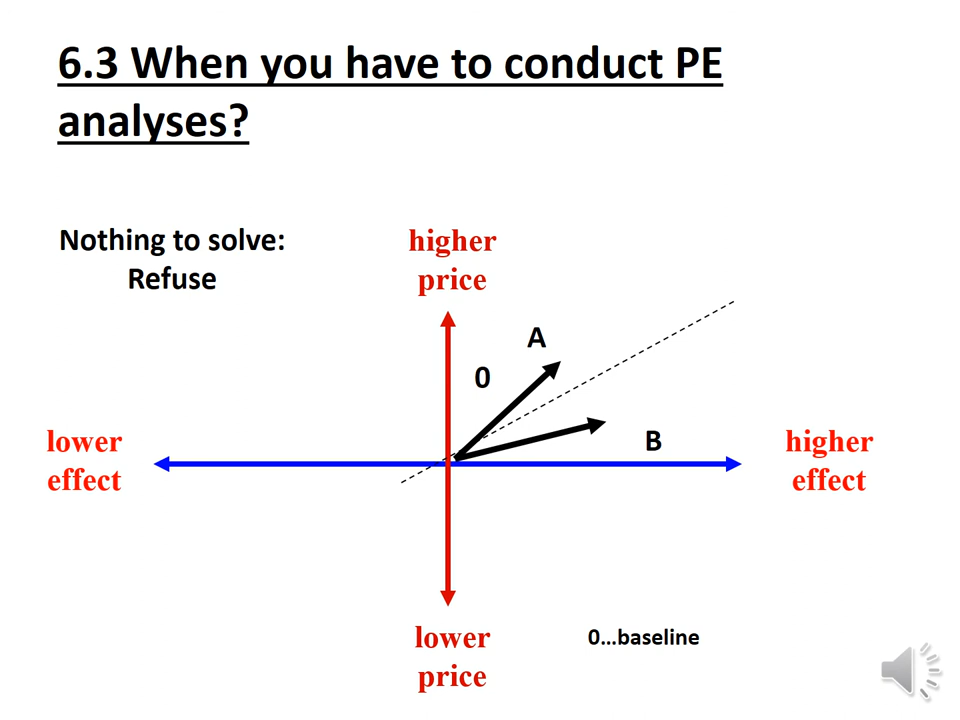 6.3 When you have to conduct PE
analyses?
Nothing to solve:
Refuse
higher
price
A
0
lower
effect
B
higher
effect
lower
price
0...baseline